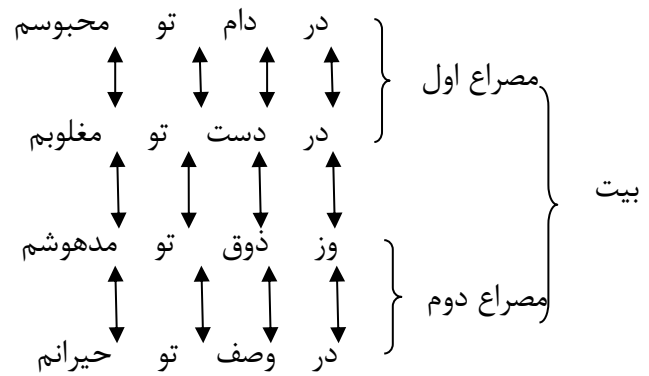 در دام تو محبوسم
مصراع اول
در دست تو مغلوبم
بیت
وز ذوق تو مدهوشم
مصراع دوم
در وصف تو حیرانم